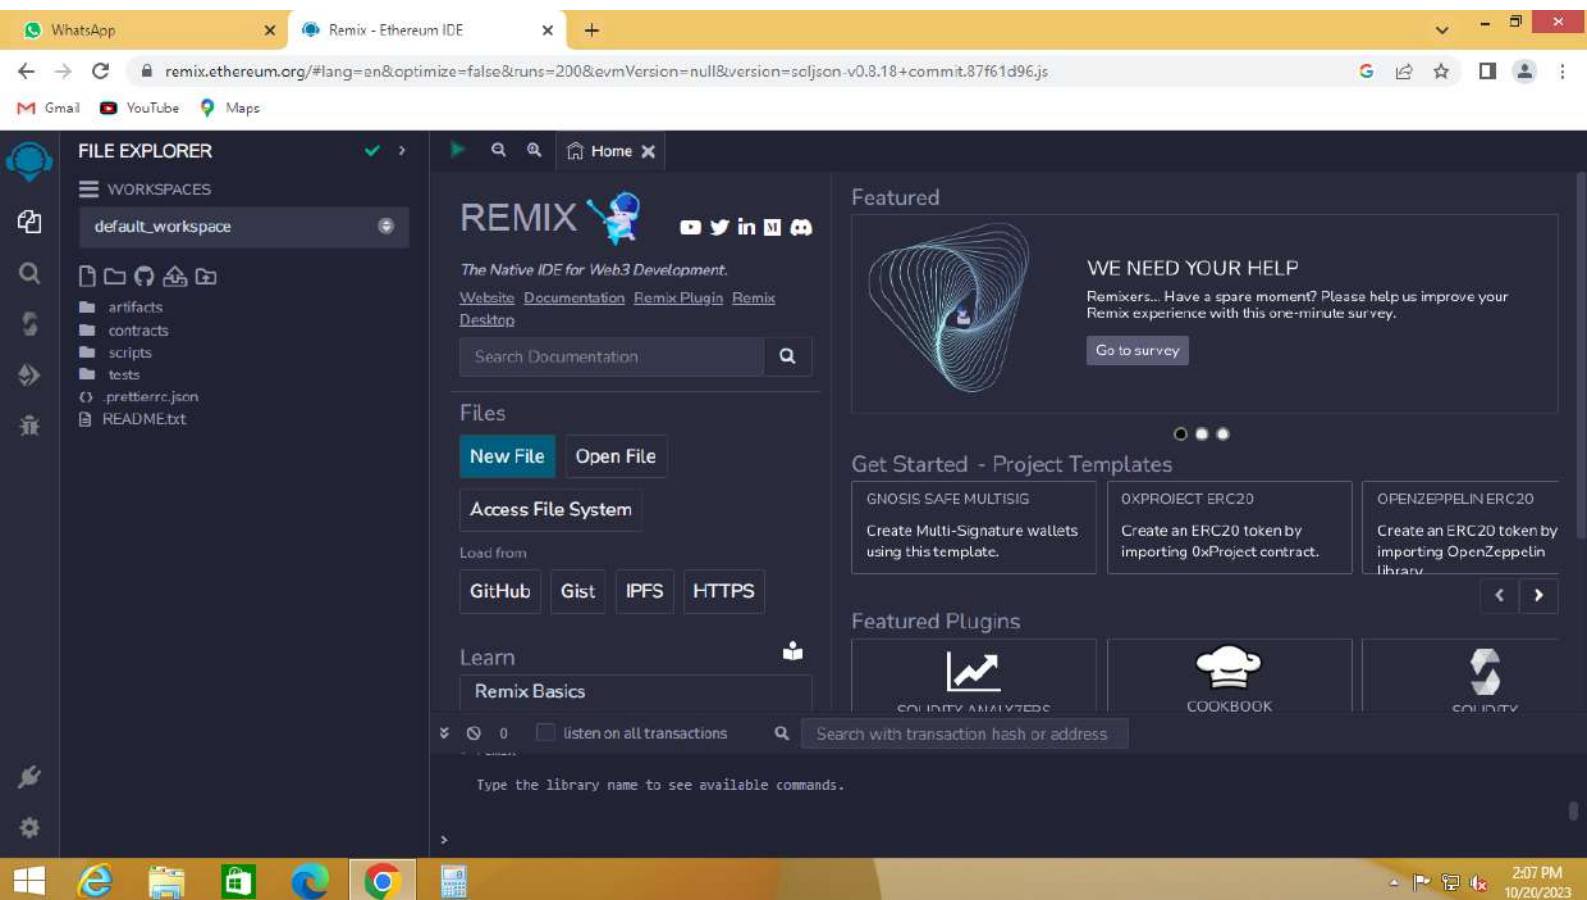 WhatsApp
Remix - Ethereum IDE
remix.ethereum.org/#lang=en&optimize=false&runs=200&evmVersion=null&version=soljson-v0.8.18+commit.87f61d96.js
Gmail YouTube Maps
FILE EXPLORER
WORKSPACES
default_workspace
artifacts
contracts
scripts
tests
.prettierrc.json
README.txt
Home
REMIX
The Native IDE for Web3 Development.
Website Documentation Remix Plugin Remix
Desktop
Search Documentation
Files
New File Open File
Access File System
Load from
GitHub Gist IPFS HTTPS
Learn
Remix Basics
Featured
WE NEED YOUR HELP
Remixers... Have a spare moment? Please help us improve your
Remix experience with this one-minute survey.
Go to survey
Get Started - Project Templates
GNOSIS SAFE MULTISIG
Create Multi-Signature wallets
using this template.
0XPROJECT ERC20
Create an ERC20 token by
importing 0xProject contract.
OPENZEPPELIN ERC20
Create an ERC20 token by
importing OpenZeppelin
library
Featured Plugins
SOLIDITY ANALYZERS
COOKBOOK
SOLIDITY
0 listen on all transactions
Search with transaction hash or address
Type the library name to see available commands.
>
2:07 PM
10/20/2023